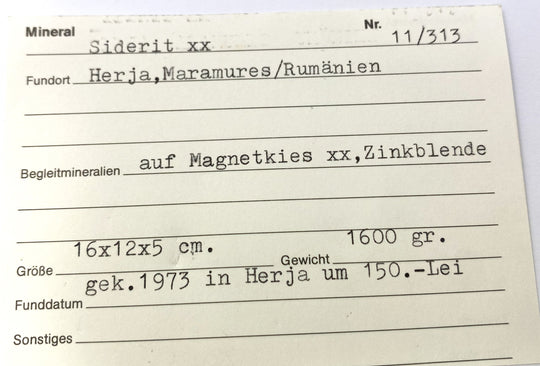 Mineral Siderit xx Nr. 11/313
Fundort Herja,Maramures/Rumänien
Begleitmineralien auf Magnetkies xx,Zinkblende
Größe 16x12x5 cm. Gewicht 1600 gr.
Funddatum gek.1973 in Herja um 150.-Lei
Sonstiges